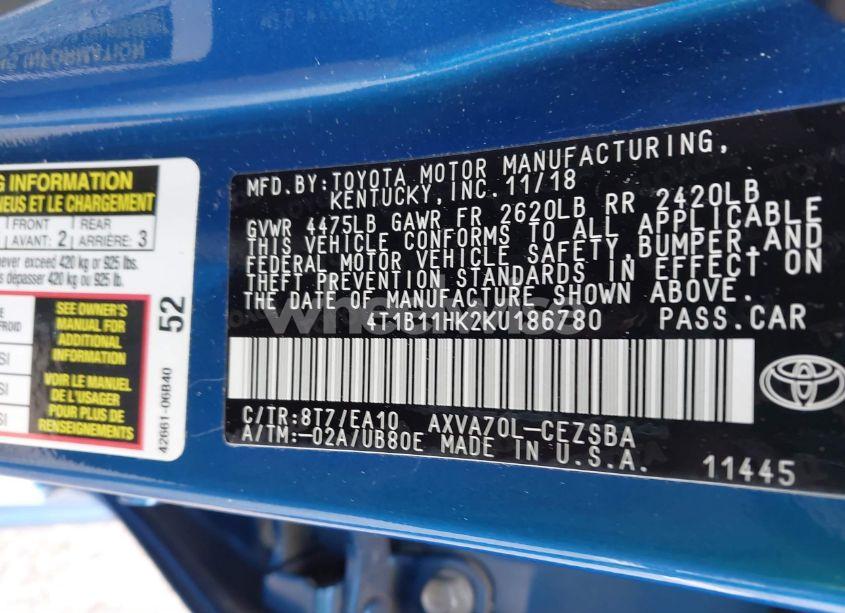 G INFORMATION
NEUS ET LE CHARGEMENT
FRONT REAR
AVANT: 2 ARRIÈRE: 3
never exceed 420 kg or 925 lbs.
dépasser 420 kg ou 925 lb.
SEE OWNER'S
MANUAL FOR
ADDITIONAL
INFORMATION
VOIR LE MANUEL
DE L'USAGER
POUR PLUS DE
RENSEIGNEMENTS
FROID
SI
SI
SI
52
42661-06B40
MFD.BY:TOYOTA MOTOR MANUFACTURING,
KENTUCKY,INC.11/18
GVWR 4475LB GAWR FR 2620LB RR 2420LB
THIS VEHICLE CONFORMS TO ALL APPLICABLE
FEDERAL MOTOR VEHICLE SAFETY,BUMPER,AND
THEFT PREVENTION STANDARDS IN EFFECT ON
THE DATE OF MANUFACTURE SHOWN ABOVE.
4T1B11HK2KU186780 PASS.CAR
C/TR:8T7/EA10 AXVA70L-CEZSBA
A/TM:-02A/UB80E MADE IN U.S.A.
11445